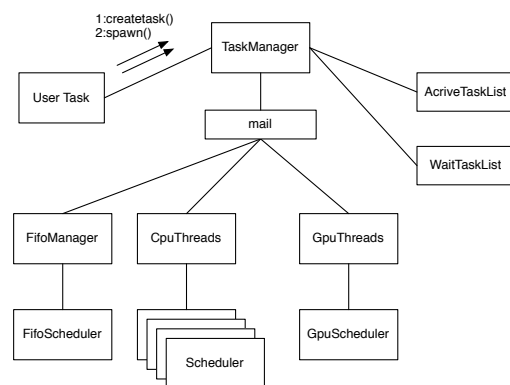 1:createtask()
2:spawn()
TaskManager
User Task
AcriveTaskList
mail
WaitTaskList
FifoManager
CpuThreads
GpuThreads
FifoScheduler
GpuScheduler
Scheduler